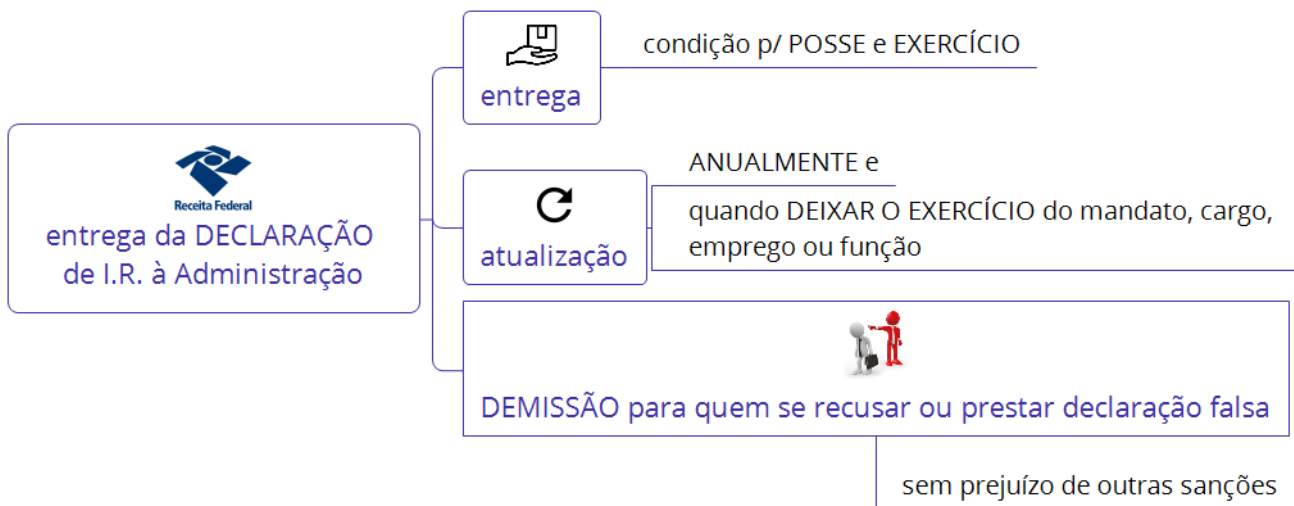 condição p/ POSSE e EXERCÍCIO
entrega
Receita Federal
entrega da DECLARAÇÃO
de I.R. à Administração
ANUALMENTE e
quando DEIXAR O EXERCÍCIO do mandato, cargo,
emprego ou função
atualização
DEMISSÃO para quem se recusar ou prestar declaração falsa
sem prejuízo de outras sanções